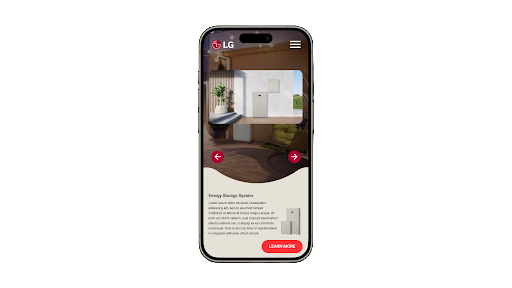 LG
Energy Storage System
Lorem ipsum dolor sit amet, consectetur
adipiscing elit, sed do eiusmod tempor
incididunt ut labore et dolore magna aliqua. Ut
enim ad minim veniam, quis nostrud exercitation
ullamco laboris nisi ut aliquip ex ea commodo
consequat. Duis aute irure dolor in reprehenderit
in voluptate velit esse cillum dolore
LEARN MORE